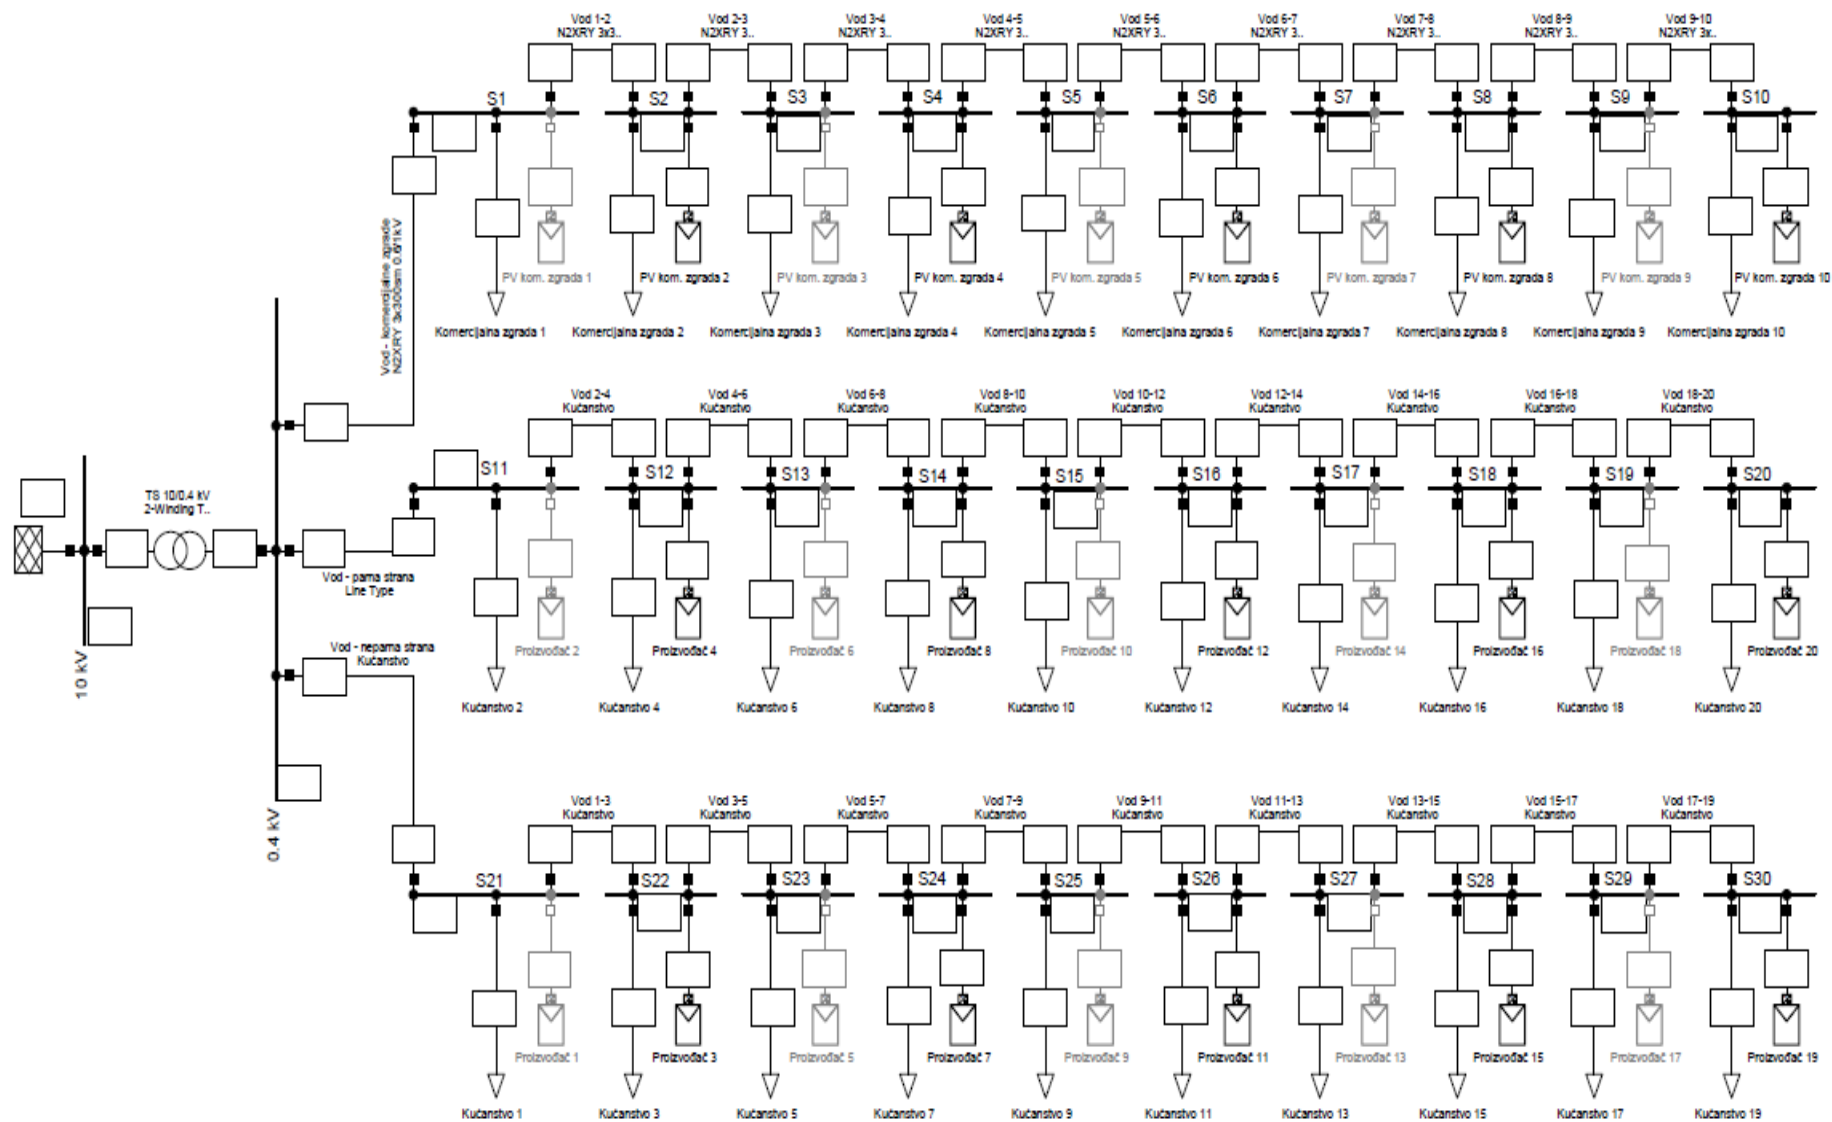 Vod 1-2
N2XRY 3x3..
Vod 2-3
N2XRY 3..
Vod 3-4
N2XRY 3..
Vod 4-5
N2XRY 3..
Vod 5-6
N2XRY 3..
Vod 6-7
N2XRY 3..
Vod 7-8
N2XRY 3..
Vod 8-9
N2XRY 3..
Vod 9-10
N2XRY 3x..
S1
S2
S3
S4
S5
S6
S7
S8
S9
S10
Vod - komercijalne zgrade
N2XRY 3x300sm 0.6/1kV
PV kom. zgrada 1
PV kom. zgrada 2
PV kom. zgrada 3
PV kom. zgrada 4
PV kom. zgrada 5
PV kom. zgrada 6
PV kom. zgrada 7
PV kom. zgrada 8
PV kom. zgrada 9
PV kom. zgrada 10
Komercijalna zgrada 1
Komercijalna zgrada 2
Komercijalna zgrada 3
Komercijalna zgrada 4
Komercijalna zgrada 5
Komercijalna zgrada 6
Komercijalna zgrada 7
Komercijalna zgrada 8
Komercijalna zgrada 9
Komercijalna zgrada 10
Vod 2-4
Kućanstvo
Vod 4-6
Kućanstvo
Vod 6-8
Kućanstvo
Vod 8-10
Kućanstvo
Vod 10-12
Kućanstvo
Vod 12-14
Kućanstvo
Vod 14-16
Kućanstvo
Vod 16-18
Kućanstvo
Vod 18-20
Kućanstvo
S11
S12
S13
S14
S15
S16
S17
S18
S19
S20
TS 10/0.4 kV
2-Winding T..
Vod - parna strana
Line Type
Proizvođač 2
Proizvođač 4
Proizvođač 6
Proizvođač 8
Proizvođač 10
Proizvođač 12
Proizvođač 14
Proizvođač 16
Proizvođač 18
Proizvođač 20
Vod - neparna strana
Kućanstvo
10 kV
Kućanstvo 2
Kućanstvo 4
Kućanstvo 6
Kućanstvo 8
Kućanstvo 10
Kućanstvo 12
Kućanstvo 14
Kućanstvo 16
Kućanstvo 18
Kućanstvo 20
0.4 kV
Vod 1-3
Kućanstvo
Vod 3-5
Kućanstvo
Vod 5-7
Kućanstvo
Vod 7-9
Kućanstvo
Vod 9-11
Kućanstvo
Vod 11-13
Kućanstvo
Vod 13-15
Kućanstvo
Vod 15-17
Kućanstvo
Vod 17-19
Kućanstvo
S21
S22
S23
S24
S25
S26
S27
S28
S29
S30
Proizvođač 1
Proizvođač 3
Proizvođač 5
Proizvođač 7
Proizvođač 9
Proizvođač 11
Proizvođač 13
Proizvođač 15
Proizvođač 17
Proizvođač 19
Kućanstvo 1
Kućanstvo 3
Kućanstvo 5
Kućanstvo 7
Kućanstvo 9
Kućanstvo 11
Kućanstvo 13
Kućanstvo 15
Kućanstvo 17
Kućanstvo 19